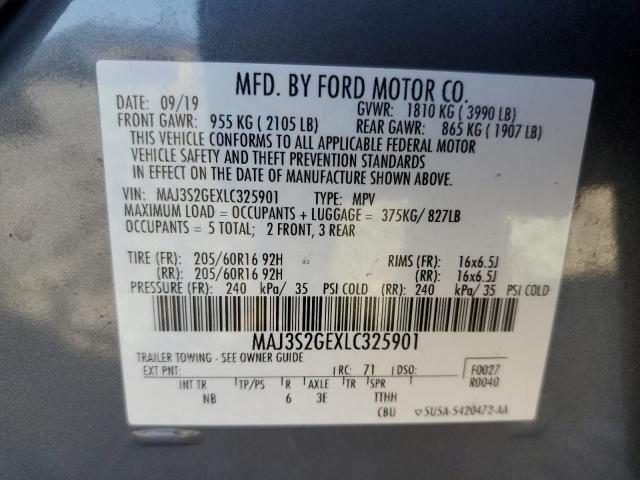 MFD. BY FORD MOTOR CO.
DATE: 09/19 GVWR: 1810 KG ( 3990 LB)
FRONT GAWR: 955 KG ( 2105 LB) REAR GAWR: 865 KG ( 1907 LB)
THIS VEHICLE CONFORMS TO ALL APPLICABLE FEDERAL MOTOR
VEHICLE SAFETY AND THEFT PREVENTION STANDARDS
IN EFFECT ON THE DATE OF MANUFACTURE SHOWN ABOVE.
VIN: MAJ3S2GEXLC325901 TYPE: MPV
MAXIMUM LOAD = OCCUPANTS + LUGGAGE = 375KG/ 827LB
OCCUPANTS = 5 TOTAL; 2 FRONT, 3 REAR
TIRE (FR): 205/60R16 92H RIMS (FR): 16x6.5J
(RR): 205/60R16 92H (RR): 16x6.5J
PRESSURE (FR): 240 kPa/ 35 PSI COLD (RR): 240 kPa/ 35 PSI COLD
MAJ3S2GEXLC325901
TRAILER TOWING - SEE OWNER GUIDE
EXT PNT: RC: 71 DSO: F0027
INT TR TP/PS R AXLE TR SPR R0040
NB 6 3E TTHH
CBU 5U5A-5420472-AA